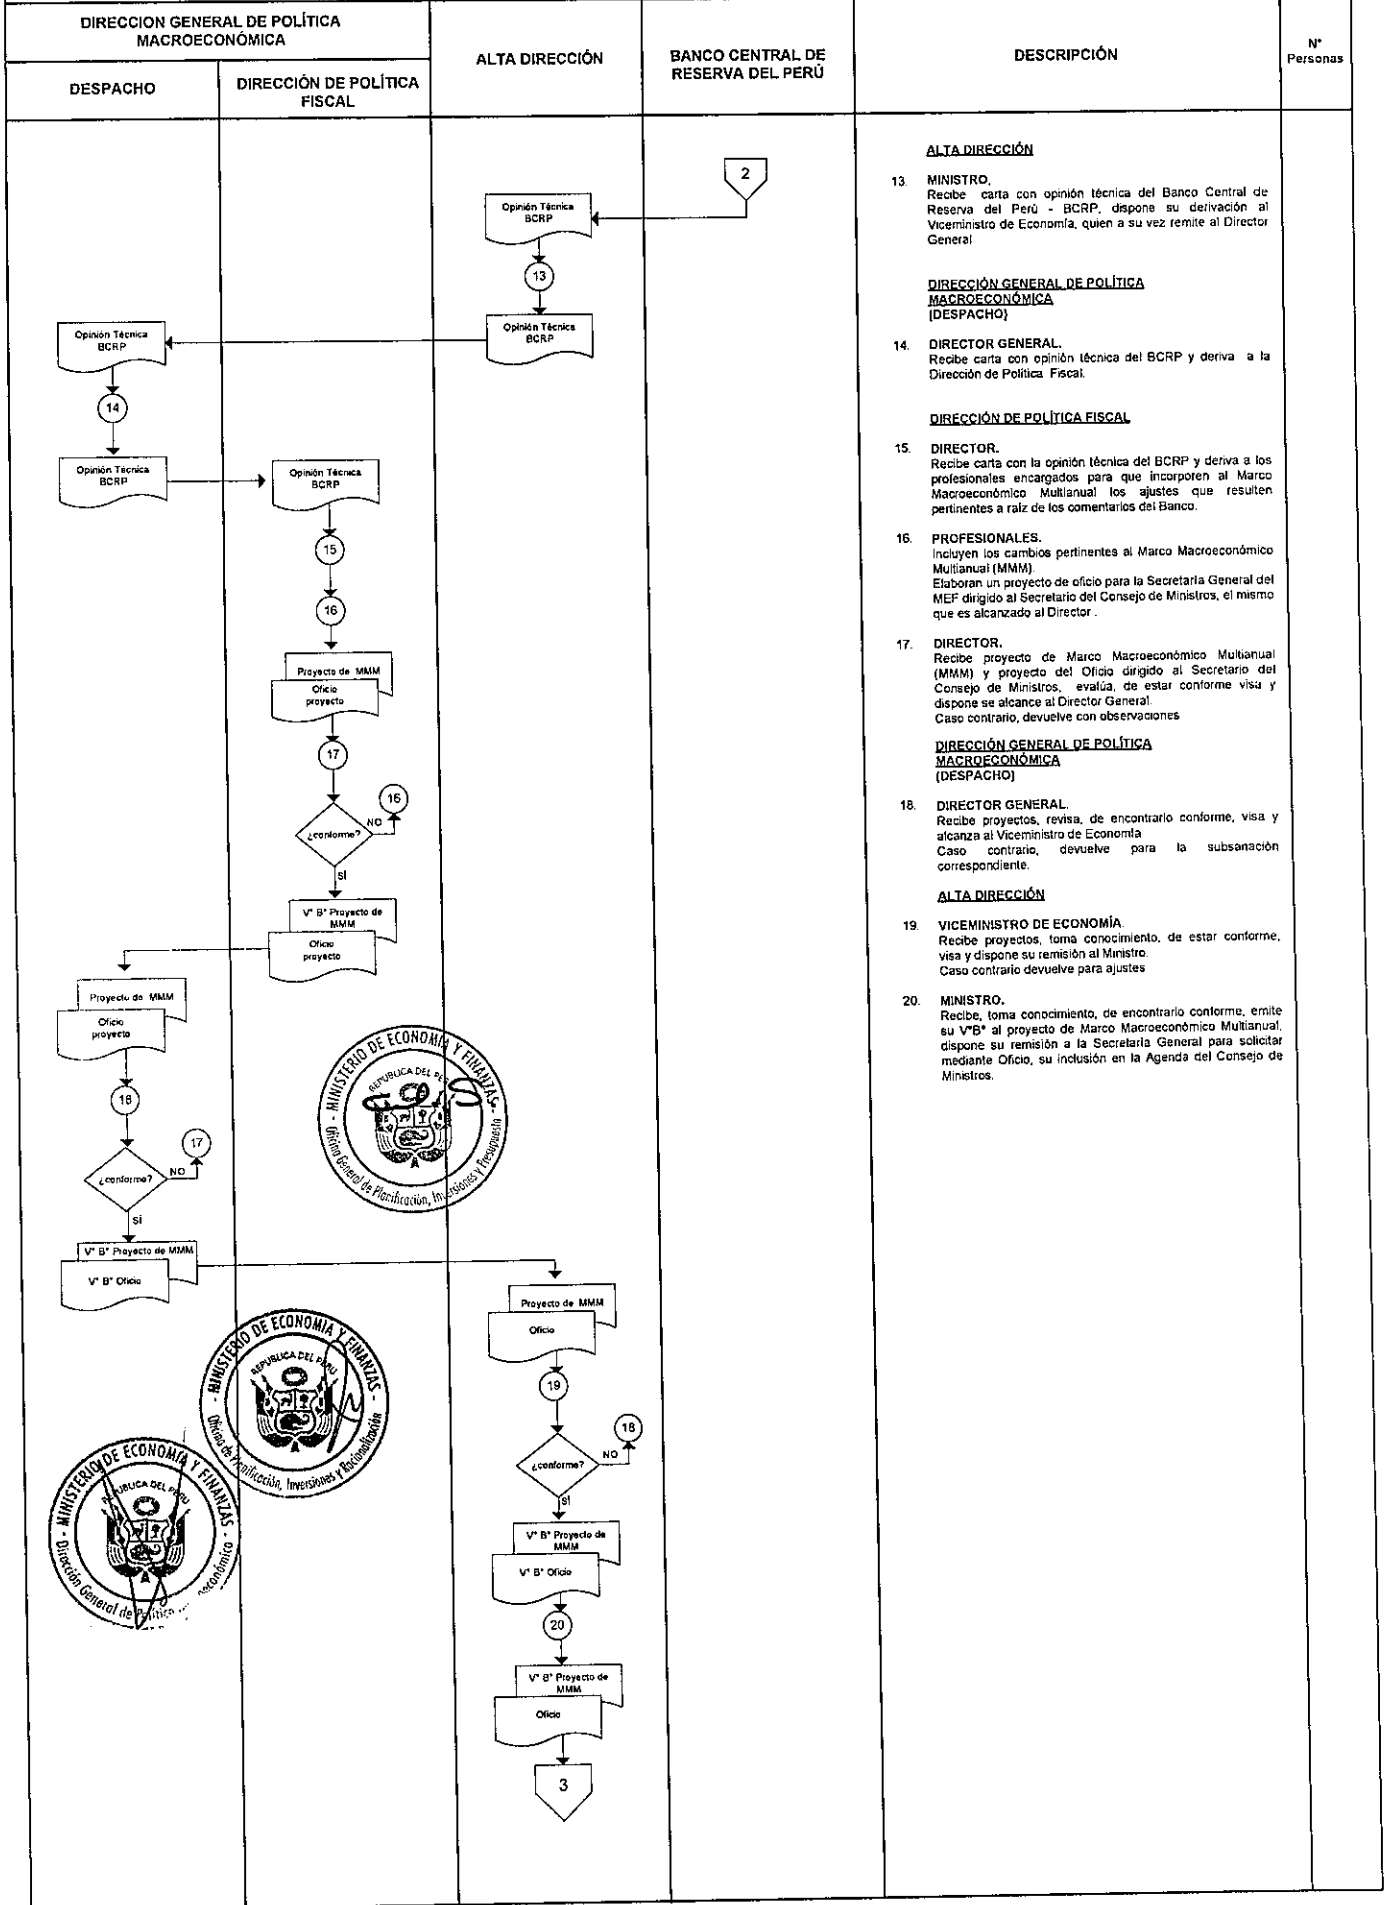 DIRECCION GENERAL DE POLÍTICA
MACROECONÓMICA
DESPACHO
DIRECCIÓN DE POLÍTICA
FISCAL
ALTA DIRECCIÓN
BANCO CENTRAL DE
RESERVA DEL PERÚ
DESCRIPCIÓN
N°
Personas
2
Opinión Técnica
BCRP
13
Opinión Técnica
BCRP
Opinión Técnica
BCRP
14
Opinión Técnica
BCRP
Opinión Técnica
BCRP
15
16
Proyecto de MMM
Oficio
proyecto
17
¿conforme?
NO
16
si
V° B° Proyecto de
MMM
Oficio
proyecto
Proyecto de MMM
Oficio
proyecto
18
¿conforme?
NO
17
si
V° B° Proyecto de MMM
V° B° Oficio
Proyecto de MMM
Oficio
19
¿conforme?
NO
18
si
V° B° Proyecto de
MMM
V° B° Oficio
20
V° B° Proyecto de
MMM
Oficio
3
ALTA DIRECCIÓN
13. MINISTRO,
Recibe carta con opinión técnica del Banco Central de
Reserva del Perú - BCRP, dispone su derivación al
Viceministro de Economía, quien a su vez remite al Director
General
DIRECCIÓN GENERAL DE POLÍTICA
MACROECONÓMICA
(DESPACHO)
14. DIRECTOR GENERAL.
Recibe carta con opinión técnica del BCRP y deriva a la
Dirección de Política Fiscal.
DIRECCIÓN DE POLÍTICA FISCAL
15. DIRECTOR.
Recibe carta con la opinión técnica del BCRP y deriva a los
profesionales encargados para que incorporen al Marco
Macroeconómico Multianual los ajustes que resulten
pertinentes a raíz de los comentarios del Banco.
16. PROFESIONALES.
Incluyen los cambios pertinentes al Marco Macroeconómico
Multianual (MMM).
Elaboran un proyecto de oficio para la Secretaría General del
MEF dirigido al Secretario del Consejo de Ministros, el mismo
que es alcanzado al Director .
17. DIRECTOR.
Recibe proyecto de Marco Macroeconómico Multianual
(MMM) y proyecto del Oficio dirigido al Secretario del
Consejo de Ministros, evalúa, de estar conforme visa y
dispone se alcance al Director General.
Caso contrario, devuelve con observaciones
DIRECCIÓN GENERAL DE POLÍTICA
MACROECONÓMICA
(DESPACHO)
18. DIRECTOR GENERAL.
Recibe proyectos, revisa, de encontrarlo conforme, visa y
alcanza al Viceministro de Economía
Caso contrario, devuelve para la subsanación
correspondiente.
ALTA DIRECCIÓN
19. VICEMINISTRO DE ECONOMÍA.
Recibe proyectos, toma conocimiento, de estar conforme,
visa y dispone su remisión al Ministro.
Caso contrario devuelve para ajustes
20. MINISTRO.
Recibe, toma conocimiento, de encontrarlo conforme, emite
su V°B° al proyecto de Marco Macroeconómico Multianual,
dispone su remisión a la Secretaría General para solicitar
mediante Oficio, su inclusión en la Agenda del Consejo de
Ministros.
- MINISTERIO DE ECONOMIA Y FINANZAS -
REPUBLICA DEL
Oficina General de Planificación, Inversiones y Presupuesto
- MINISTERIO DE ECONOMIA Y FINANZAS -
REPUBLICA DEL PERU
Oficina de Planificación, Inversiones y Racionalización
- MINISTERIO DE ECONOMIA Y FINANZAS -
REPUBLICA DEL PERU
Dirección General de Política